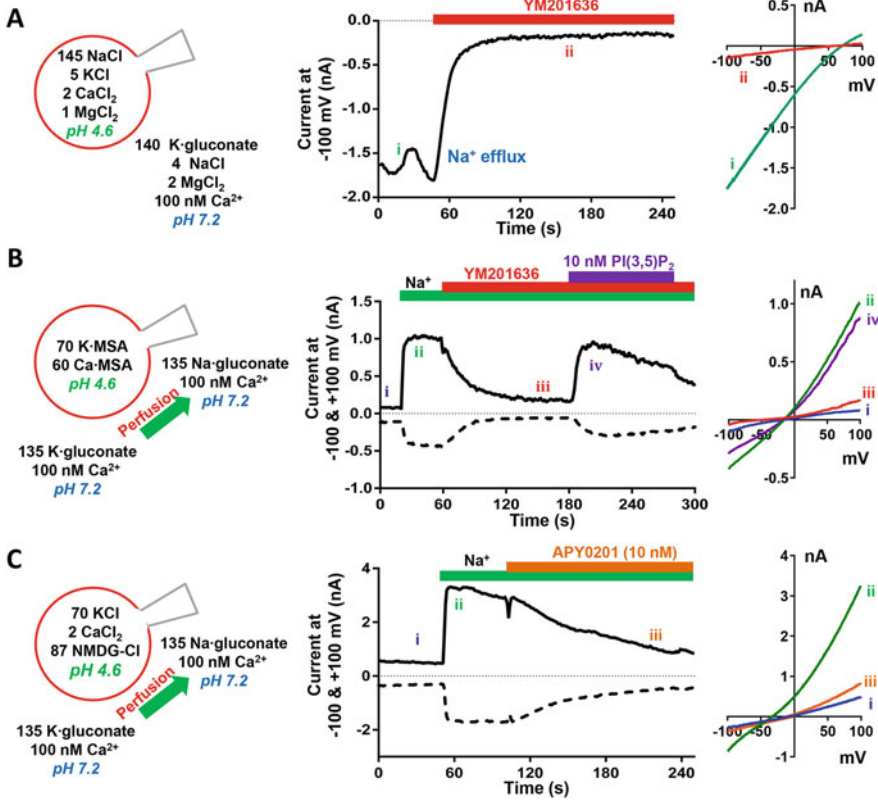 A
145 NaCl
5 KCl
2 CaCl₂
1 MgCl₂
pH 4.6
140 K·gluconate
4 NaCl
2 MgCl₂
100 nM Ca²⁺
pH 7.2
YM201636
Current at
-100 mV (nA)
0.0
-0.5
-1.0
-1.5
-2.0
i
ii
Na⁺ efflux
0 60 120 180 240
Time (s)
nA
-100 -50 50 100
mV
ii
i
-0.5
-1.0
-1.5
-2.0
B
70 K·MSA
60 Ca·MSA
pH 4.6
135 Na·gluconate
100 nM Ca²⁺
pH 7.2
Perfusion
135 K·gluconate
100 nM Ca²⁺
pH 7.2
10 nM PI(3,5)P₂
YM201636
Na⁺
Current at
-100 & +100 mV (nA)
1.5
1.0
0.5
0.0
-0.5
-1.0
i
ii
iii
iv
0 60 120 180 240 300
Time (s)
nA
1.0
0.5
-0.5
ii
iv
iii
i
-100 -50 50 100
mV
C
70 KCl
2 CaCl₂
87 NMDG-Cl
pH 4.6
135 Na·gluconate
100 nM Ca²⁺
pH 7.2
Perfusion
135 K·gluconate
100 nM Ca²⁺
pH 7.2
APY0201 (10 nM)
Na⁺
Current at
-100 & +100 mV (nA)
4
2
0
-2
i
ii
iii
0 60 120 180 240
Time (s)
nA
4
3
2
1
-1
ii
iii
i
-100 -50 50 100
mV